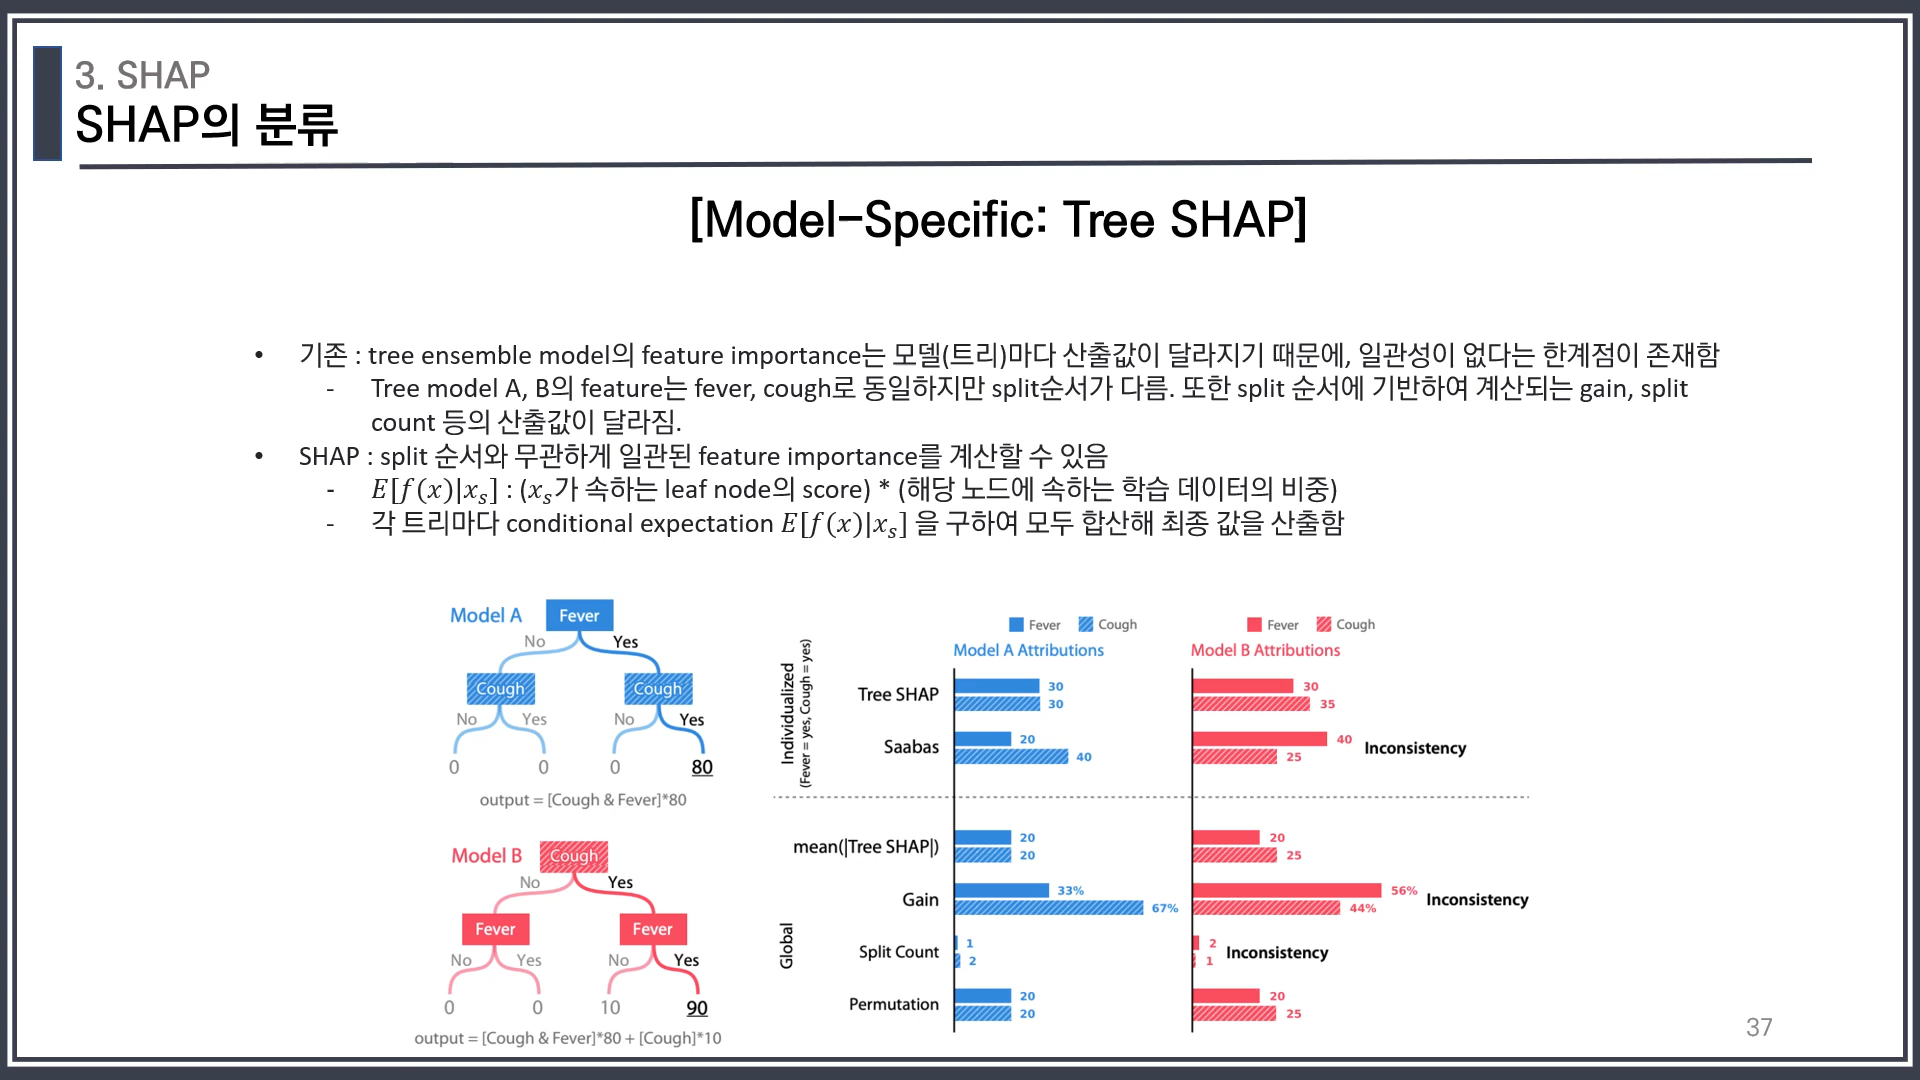 3. SHAP
SHAP의 분류
[Model-Specific: Tree SHAP]
• 기존 : tree ensemble model의 feature importance는 모델(트리)마다 산출값이 달라지기 때문에, 일관성이 없다는 한계점이 존재함
- Tree model A, B의 feature는 fever, cough로 동일하지만 split순서가 다름. 또한 split 순서에 기반하여 계산되는 gain, split
count 등의 산출값이 달라짐.
• SHAP : split 순서와 무관하게 일관된 feature importance를 계산할 수 있음
- E[f(x)|xₛ] : (xₛ가 속하는 leaf node의 score) * (해당 노드에 속하는 학습 데이터의 비중)
- 각 트리마다 conditional expectation E[f(x)|xₛ] 을 구하여 모두 합산해 최종 값을 산출함
Model A
Fever
No Yes
Cough Cough
No Yes No Yes
0 0 0 80
output = [Cough & Fever]*80
Model B
Cough
No Yes
Fever Fever
No Yes No Yes
0 0 10 90
output = [Cough & Fever]*80 + [Cough]*10
Fever Cough
Model A Attributions
Fever Cough
Model B Attributions
Individualized
(Fever = yes, Cough = yes)
Tree SHAP
30
30
30
35
Saabas
20
40
40
25
Inconsistency
Global
mean(|Tree SHAP|)
20
20
20
25
Gain
33%
67%
56%
44%
Inconsistency
Split Count
1
2
2
1
Inconsistency
Permutation
20
20
20
25
37